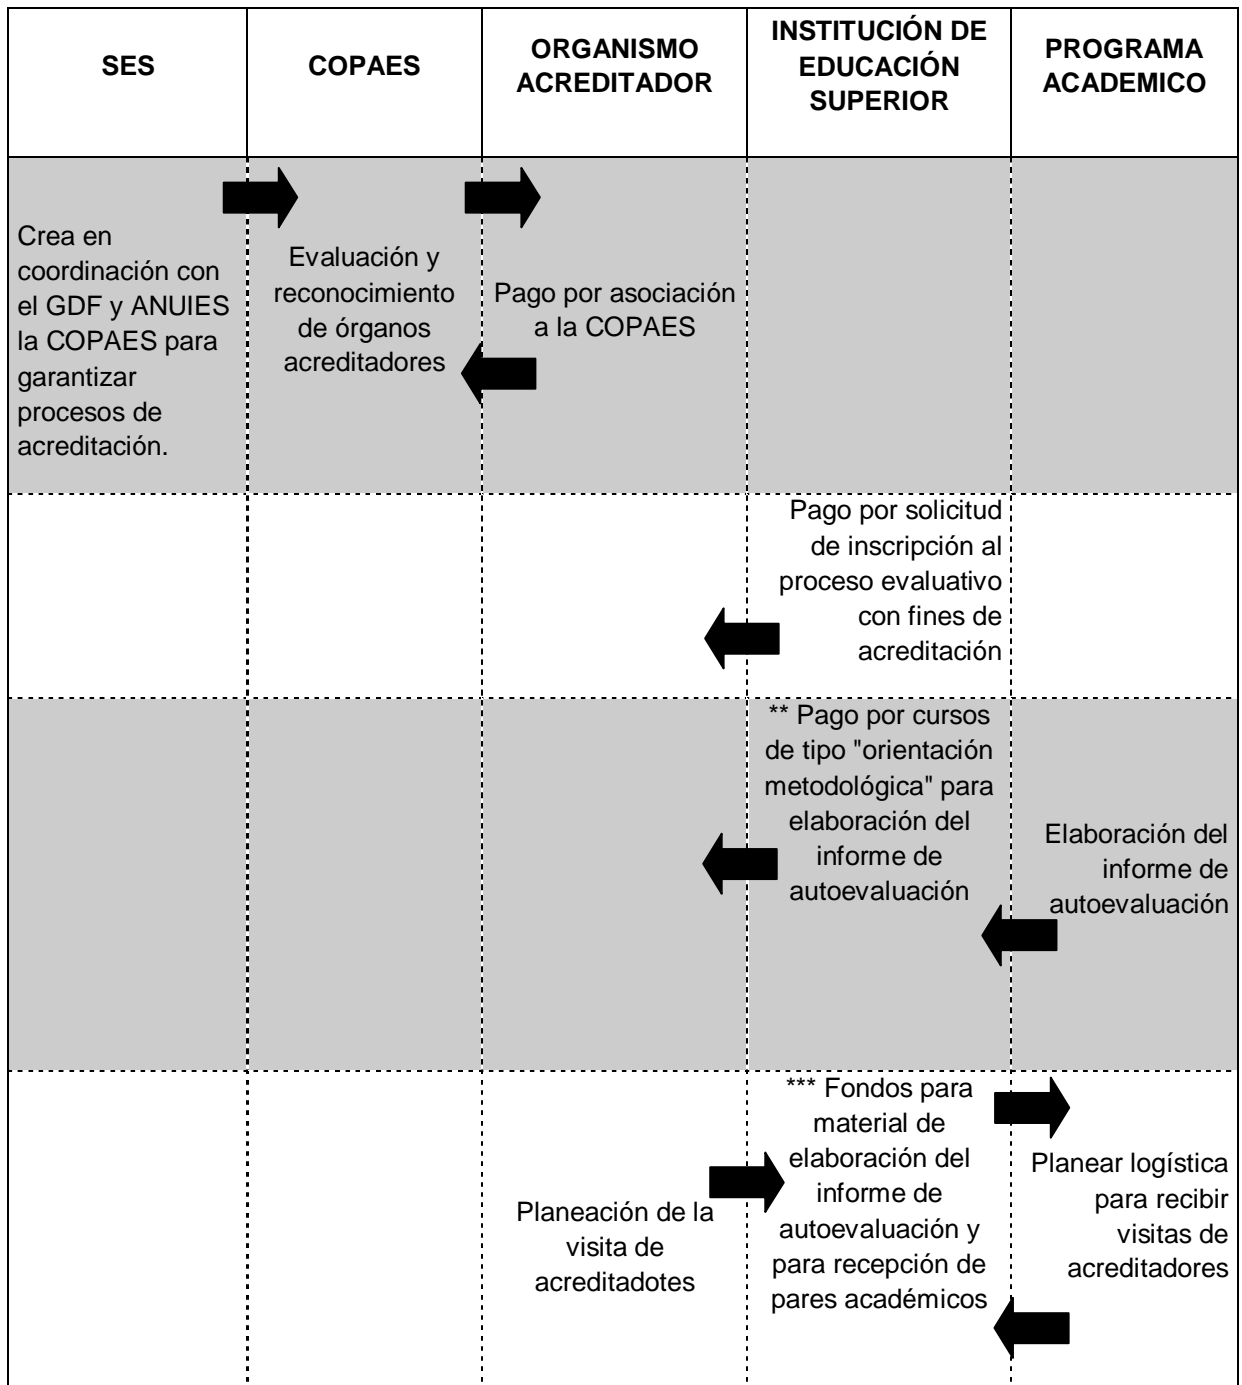 SES
COPAES
ORGANISMO
ACREDITADOR
INSTITUCIÓN DE
EDUCACIÓN
SUPERIOR
PROGRAMA
ACADEMICO
Crea en
coordinación con
el GDF y ANUIES
la COPAES para
garantizar
procesos de
acreditación.
Evaluación y
reconocimiento
de órganos
acreditadores
Pago por asociación
a la COPAES
Pago por solicitud
de inscripción al
proceso evaluativo
con fines de
acreditación
** Pago por cursos
de tipo "orientación
metodológica" para
elaboración del
informe de
autoevaluación
Elaboración del
informe de
autoevaluación
Planeación de la
visita de
acreditadotes
*** Fondos para
material de
elaboración del
informe de
autoevaluación y
para recepción de
pares académicos
Planear logística
para recibir
visitas de
acreditadores